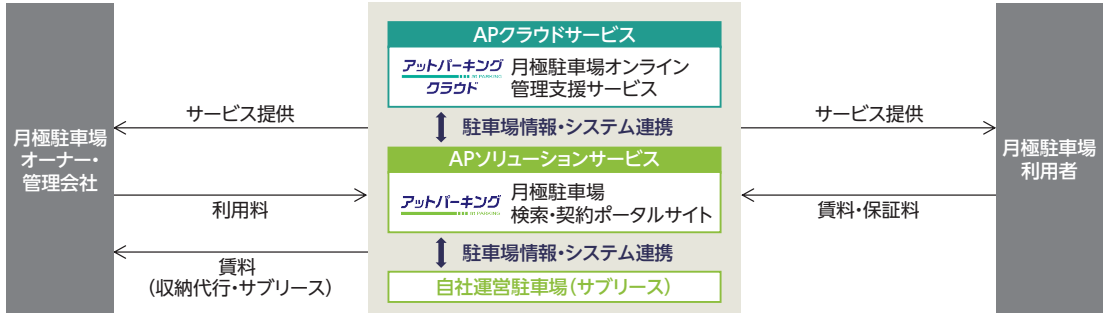 月極駐車場
オーナー・
管理会社
サービス提供
利用料
賃料
(収納代行・サブリース)
APクラウドサービス
アットパーキング
at PARKING
クラウド
月極駐車場オンライン
管理支援サービス
駐車場情報・システム連携
APソリューションサービス
アットパーキング
at PARKING
月極駐車場
検索・契約ポータルサイト
駐車場情報・システム連携
自社運営駐車場(サブリース)
サービス提供
賃料・保証料
月極駐車場
利用者